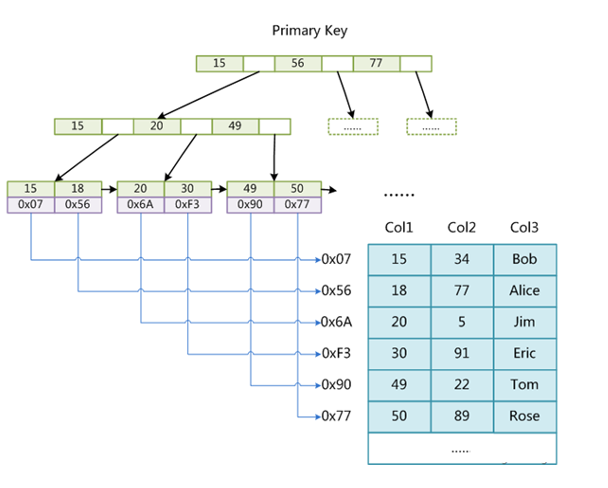 Primary Key
15 56 77
15 20 49
...... ......
15 18 20 30 49 50
0x07 0x56 0x6A 0xF3 0x90 0x77
......
Col1 Col2 Col3
0x07 15 34 Bob
0x56 18 77 Alice
0x6A 20 5 Jim
0xF3 30 91 Eric
0x90 49 22 Tom
0x77 50 89 Rose
.....